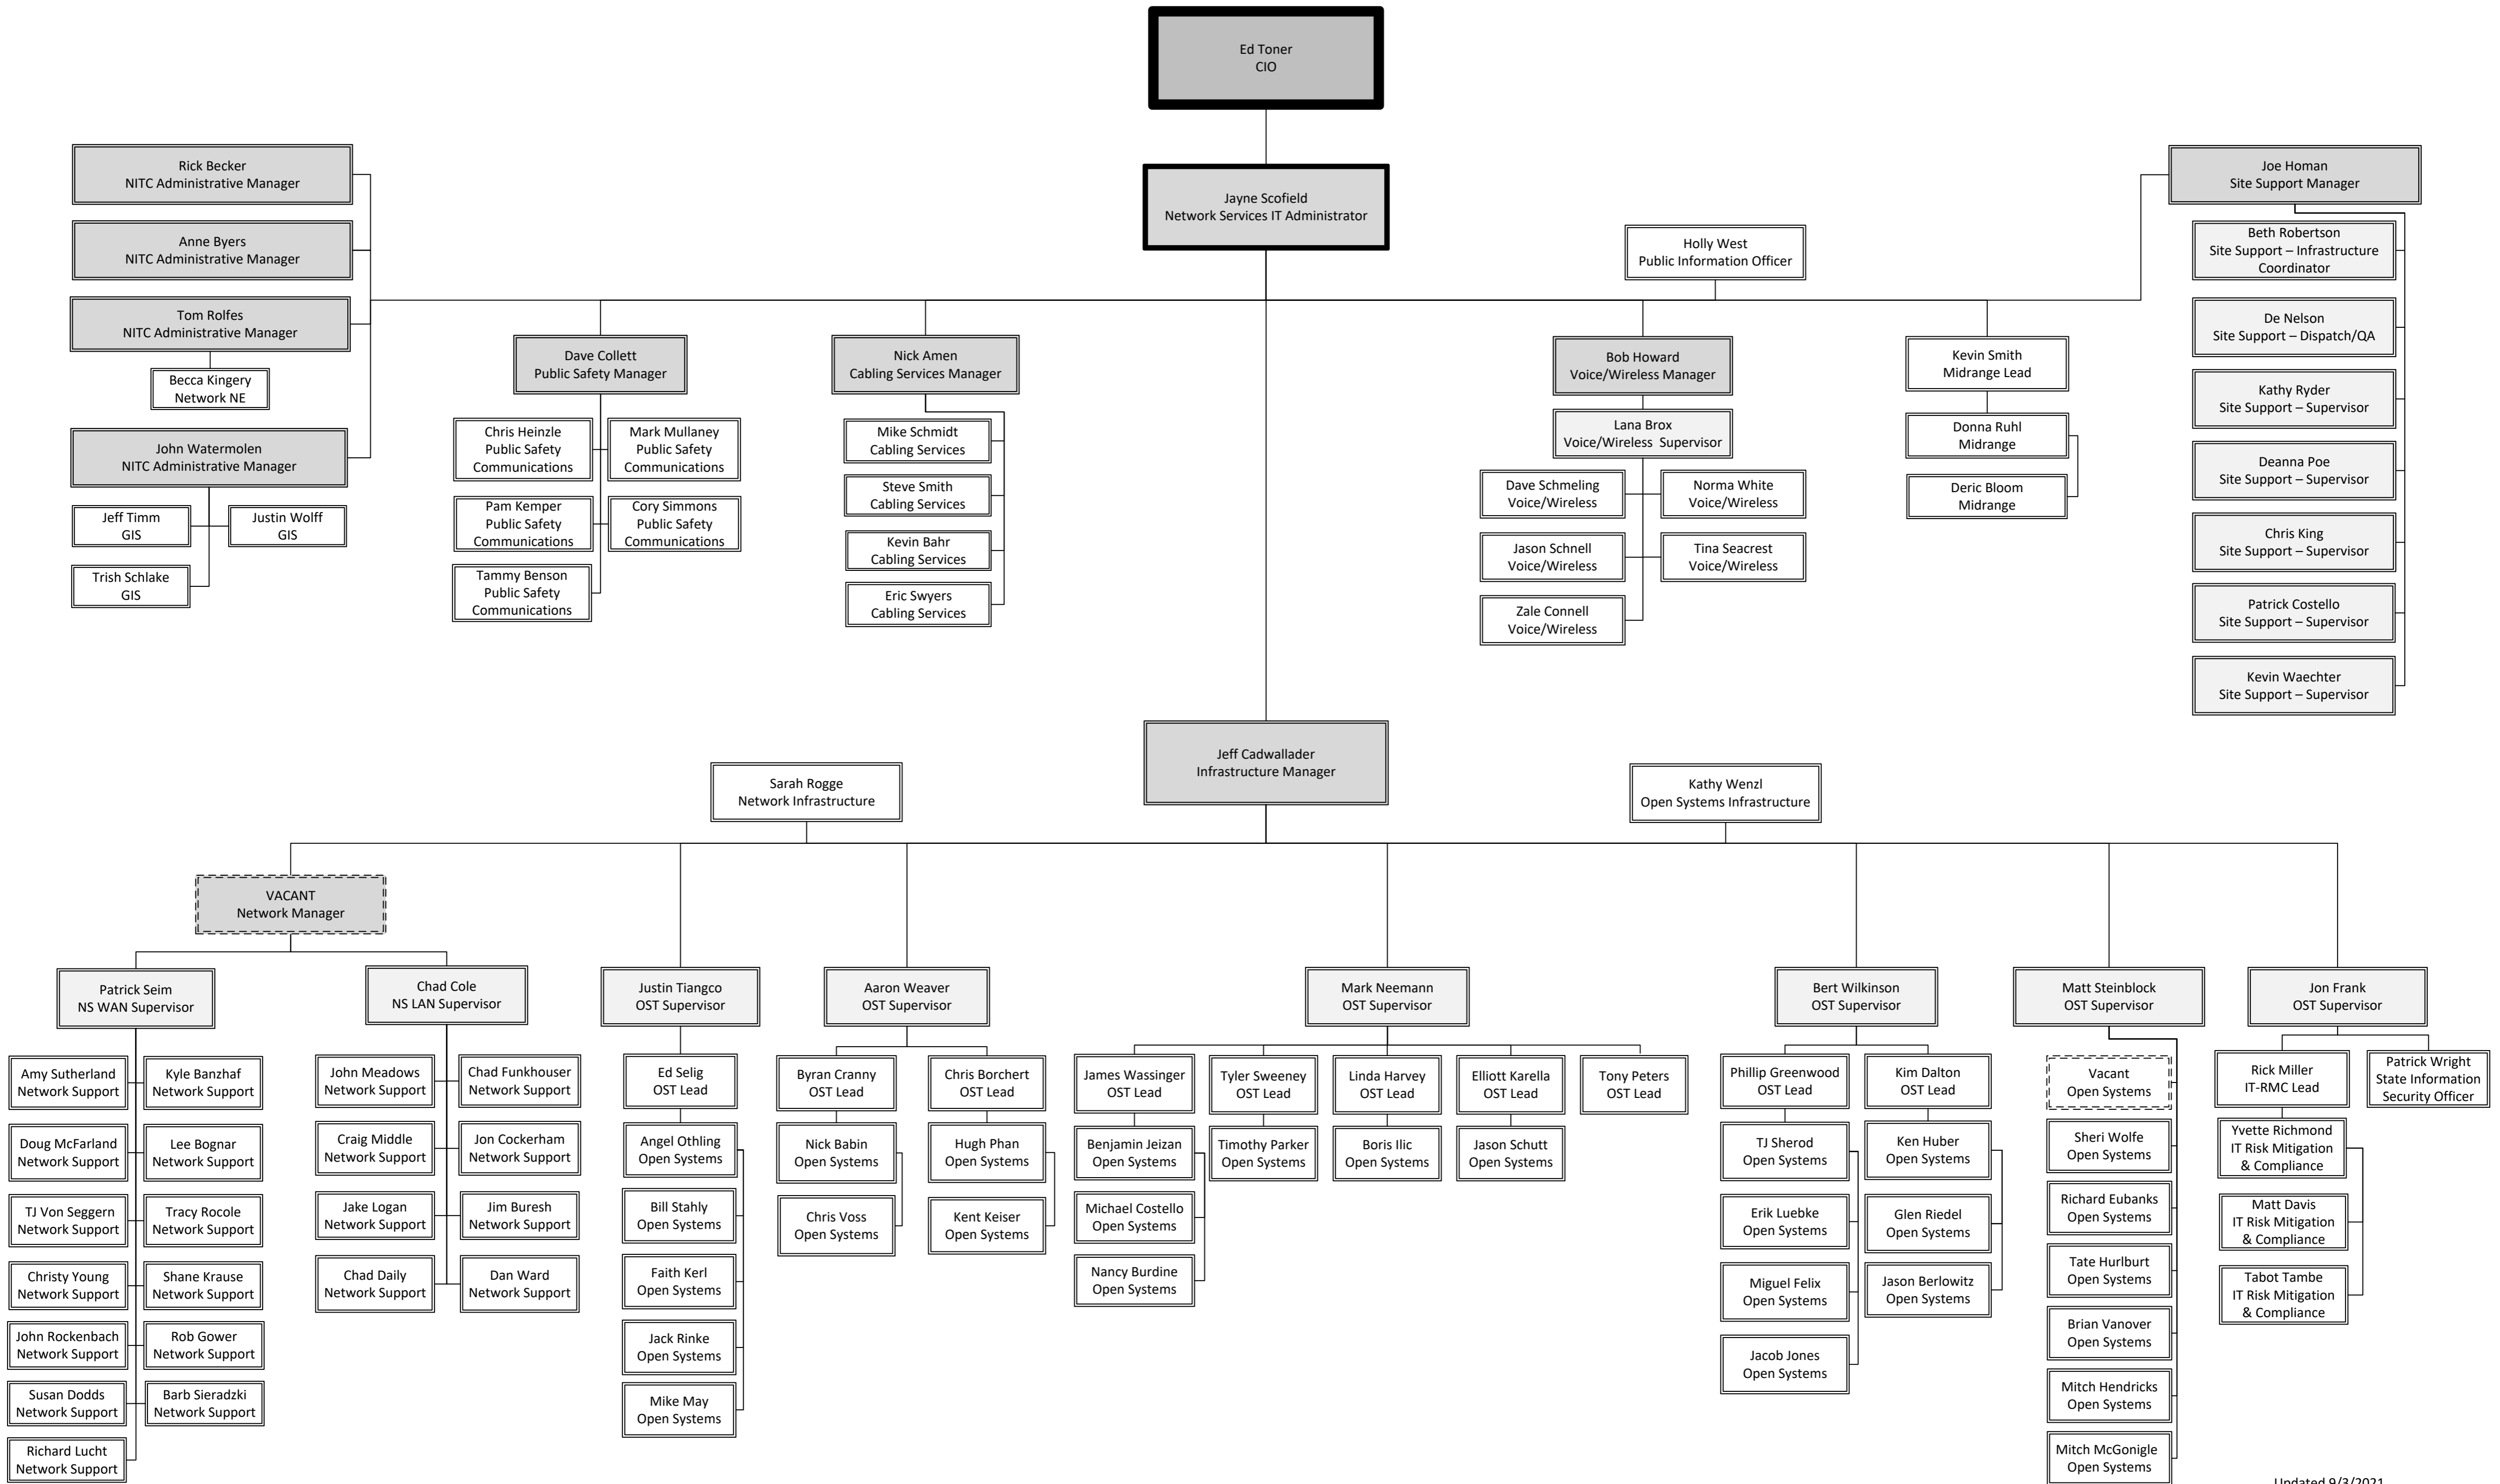 Ed Toner
CIO
Rick Becker
NITC Administrative Manager
Anne Byers
NITC Administrative Manager
Tom Rolfes
NITC Administrative Manager
Becca Kingery
Network NE
John Watermolen
NITC Administrative Manager
Jeff Timm
GIS
Justin Wolff
GIS
Trish Schlake
GIS
Jayne Scofield
Network Services IT Administrator
Holly West
Public Information Officer
Dave Collett
Public Safety Manager
Chris Heinzle
Public Safety
Communications
Mark Mullaney
Public Safety
Communications
Pam Kemper
Public Safety
Communications
Cory Simmons
Public Safety
Communications
Tammy Benson
Public Safety
Communications
Nick Amen
Cabling Services Manager
Mike Schmidt
Cabling Services
Steve Smith
Cabling Services
Kevin Bahr
Cabling Services
Eric Swyers
Cabling Services
Bob Howard
Voice/Wireless Manager
Lana Brox
Voice/Wireless Supervisor
Dave Schmeling
Voice/Wireless
Norma White
Voice/Wireless
Jason Schnell
Voice/Wireless
Tina Seacrest
Voice/Wireless
Zale Connell
Voice/Wireless
Kevin Smith
Midrange Lead
Donna Ruhl
Midrange
Deric Bloom
Midrange
Joe Homan
Site Support Manager
Beth Robertson
Site Support – Infrastructure
Coordinator
De Nelson
Site Support – Dispatch/QA
Kathy Ryder
Site Support – Supervisor
Deanna Poe
Site Support – Supervisor
Chris King
Site Support – Supervisor
Patrick Costello
Site Support – Supervisor
Kevin Waechter
Site Support – Supervisor
Jeff Cadwallader
Infrastructure Manager
Sarah Rogge
Network Infrastructure
Kathy Wenzl
Open Systems Infrastructure
VACANT
Network Manager
Patrick Seim
NS WAN Supervisor
Amy Sutherland
Network Support
Kyle Banzhaf
Network Support
Doug McFarland
Network Support
Lee Bognar
Network Support
TJ Von Seggern
Network Support
Tracy Rocole
Network Support
Christy Young
Network Support
Shane Krause
Network Support
John Rockenbach
Network Support
Rob Gower
Network Support
Susan Dodds
Network Support
Barb Sieradzki
Network Support
Richard Lucht
Network Support
Chad Cole
NS LAN Supervisor
John Meadows
Network Support
Chad Funkhouser
Network Support
Craig Middle
Network Support
Jon Cockerham
Network Support
Jake Logan
Network Support
Jim Buresh
Network Support
Chad Daily
Network Support
Dan Ward
Network Support
Justin Tiangco
OST Supervisor
Ed Selig
OST Lead
Angel Othling
Open Systems
Bill Stahly
Open Systems
Faith Kerl
Open Systems
Jack Rinke
Open Systems
Mike May
Open Systems
Aaron Weaver
OST Supervisor
Byran Cranny
OST Lead
Nick Babin
Open Systems
Chris Voss
Open Systems
Chris Borchert
OST Lead
Hugh Phan
Open Systems
Kent Keiser
Open Systems
Mark Neemann
OST Supervisor
James Wassinger
OST Lead
Benjamin Jeizan
Open Systems
Michael Costello
Open Systems
Nancy Burdine
Open Systems
Tyler Sweeney
OST Lead
Timothy Parker
Open Systems
Linda Harvey
OST Lead
Boris Ilic
Open Systems
Elliott Karella
OST Lead
Jason Schutt
Open Systems
Tony Peters
OST Lead
Bert Wilkinson
OST Supervisor
Phillip Greenwood
OST Lead
TJ Sherod
Open Systems
Erik Luebke
Open Systems
Miguel Felix
Open Systems
Jacob Jones
Open Systems
Kim Dalton
OST Lead
Ken Huber
Open Systems
Glen Riedel
Open Systems
Jason Berlowitz
Open Systems
Matt Steinblock
OST Supervisor
Vacant
Open Systems
Sheri Wolfe
Open Systems
Richard Eubanks
Open Systems
Tate Hurlburt
Open Systems
Brian Vanover
Open Systems
Mitch Hendricks
Open Systems
Mitch McGonigle
Open Systems
Jon Frank
OST Supervisor
Rick Miller
IT-RMC Lead
Yvette Richmond
IT Risk Mitigation
& Compliance
Matt Davis
IT Risk Mitigation
& Compliance
Tabot Tambe
IT Risk Mitigation
& Compliance
Patrick Wright
State Information
Security Officer
Updated 9/3/2021